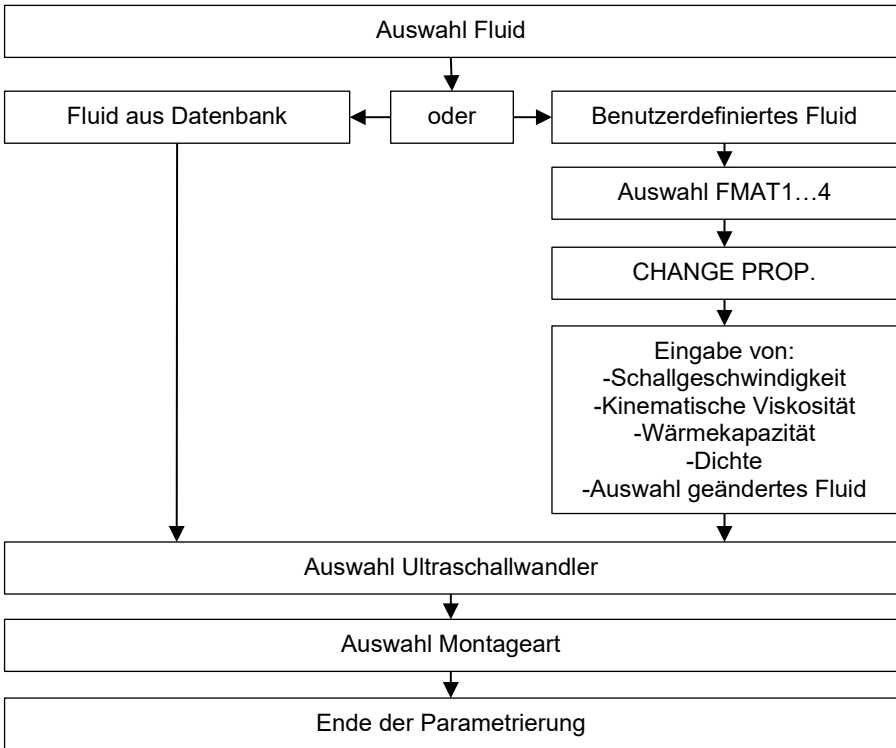 Auswahl Fluid
Fluid aus Datenbank
oder
Benutzerdefiniertes Fluid
Auswahl FMAT1…4
CHANGE PROP.
Eingabe von:
-Schallgeschwindigkeit
-Kinematische Viskosität
-Wärmekapazität
-Dichte
-Auswahl geändertes Fluid
Auswahl Ultraschallwandler
Auswahl Montageart
Ende der Parametrierung